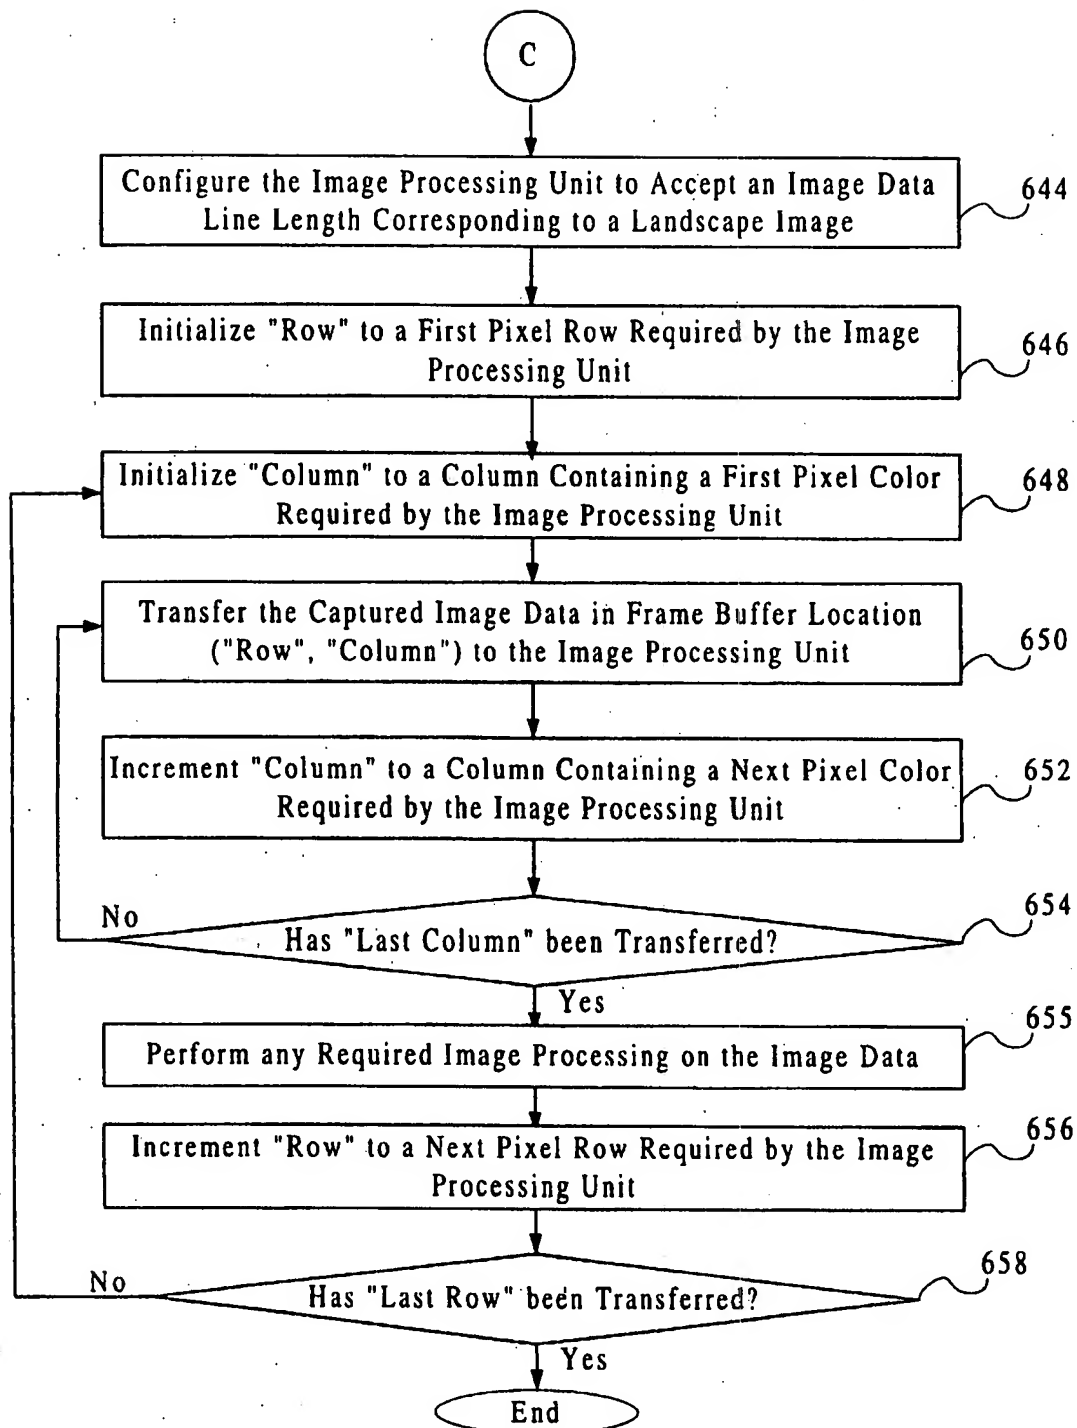 C
Configure the Image Processing Unit to Accept an Image Data
Line Length Corresponding to a Landscape Image
644
Initialize "Row" to a First Pixel Row Required by the Image
Processing Unit
646
Initialize "Column" to a Column Containing a First Pixel Color
Required by the Image Processing Unit
648
Transfer the Captured Image Data in Frame Buffer Location
("Row", "Column") to the Image Processing Unit
650
Increment "Column" to a Column Containing a Next Pixel Color
Required by the Image Processing Unit
652
No
Has "Last Column" been Transferred?
654
Yes
Perform any Required Image Processing on the Image Data
655
Increment "Row" to a Next Pixel Row Required by the Image
Processing Unit
656
No
Has "Last Row" been Transferred?
658
Yes
End